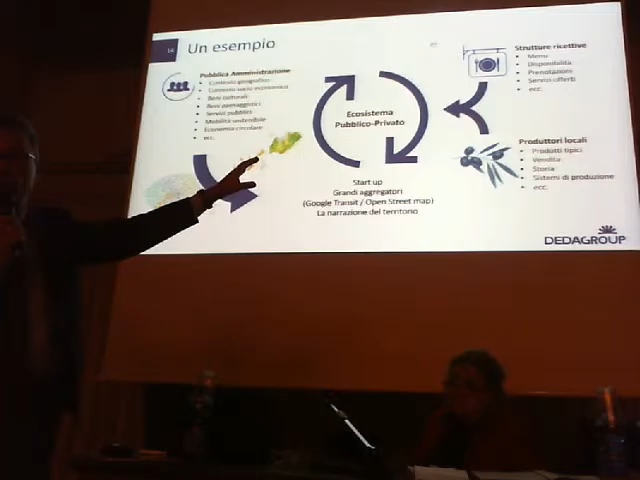 14
Un esempio
Pubblica Amministrazione
• Contesto geografico
• Contesto socio economico
• Beni culturali
• Beni paesaggistici
• Servizi pubblici
• Mobilità sostenibile
• Economia circolare
• ecc.
Ecosistema
Pubblico-Privato
Start up
Grandi aggregatori
(Google Transit / Open Street map)
La narrazione del territorio
Strutture ricettive
• Menu
• Disponibilità
• Prenotazioni
• Servizi offerti
• ecc.
Produttori locali
• Prodotti tipici
• Vendita
• Storia
• Sistemi di produzione
• ecc.
DEDAGROUP